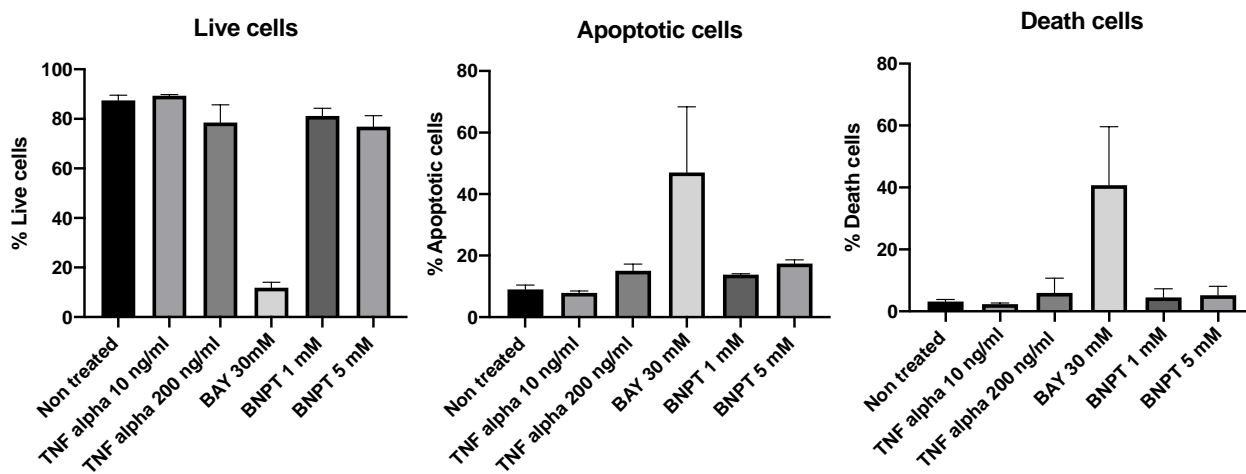 Live cells
% Live cells
100
80
60
40
20
0
Non treated
TNF alpha 10 ng/ml
TNF alpha 200 ng/ml
BAY 30mM
BNPT 1 mM
BNPT 5 mM
Apoptotic cells
% Apoptotic cells
80
60
40
20
0
Non treated
TNF alpha 10 ng/ml
TNF alpha 200 ng/ml
BAY 30 mM
BNPT 1 mM
BNPT 5 mM
Death cells
% Death cells
80
60
40
20
0
Non treated
TNF alpha 10 ng/ml
TNF alpha 200 ng/ml
BAY 30 mM
BNPT 1 mM
BNPT 5 mM